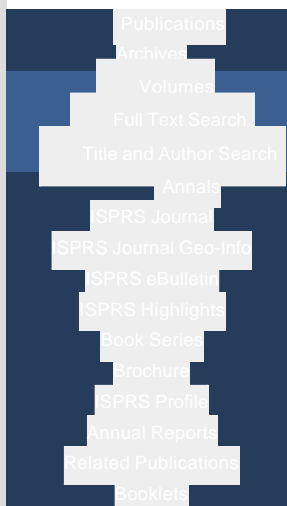 Publications
Archives
Volumes
Full Text Search
Title and Author Search
Annals
ISPRS Journal
ISPRS Journal Geo-Info
ISPRS eBulletin
ISPRS Highlights
Book Series
Brochure
ISPRS Profile
Annual Reports
Related Publications
Booklets